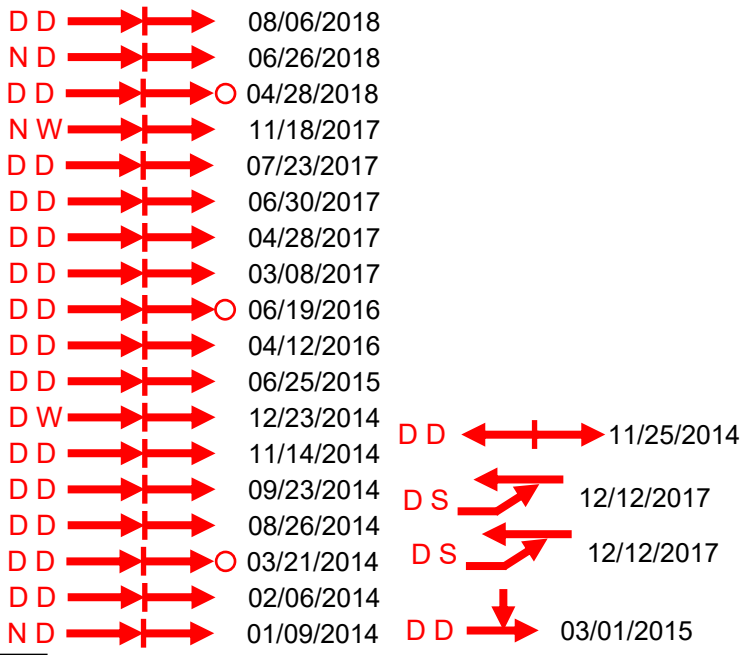 D D 08/06/2018
N D 06/26/2018
D D 04/28/2018
N W 11/18/2017
D D 07/23/2017
D D 06/30/2017
D D 04/28/2017
D D 03/08/2017
D D 06/19/2016
D D 04/12/2016
D D 06/25/2015
D W 12/23/2014
D D 11/14/2014
D D 09/23/2014
D D 08/26/2014
D D 03/21/2014
D D 02/06/2014
N D 01/09/2014
D D 11/25/2014
D S 12/12/2017
D S 12/12/2017
D D 03/01/2015